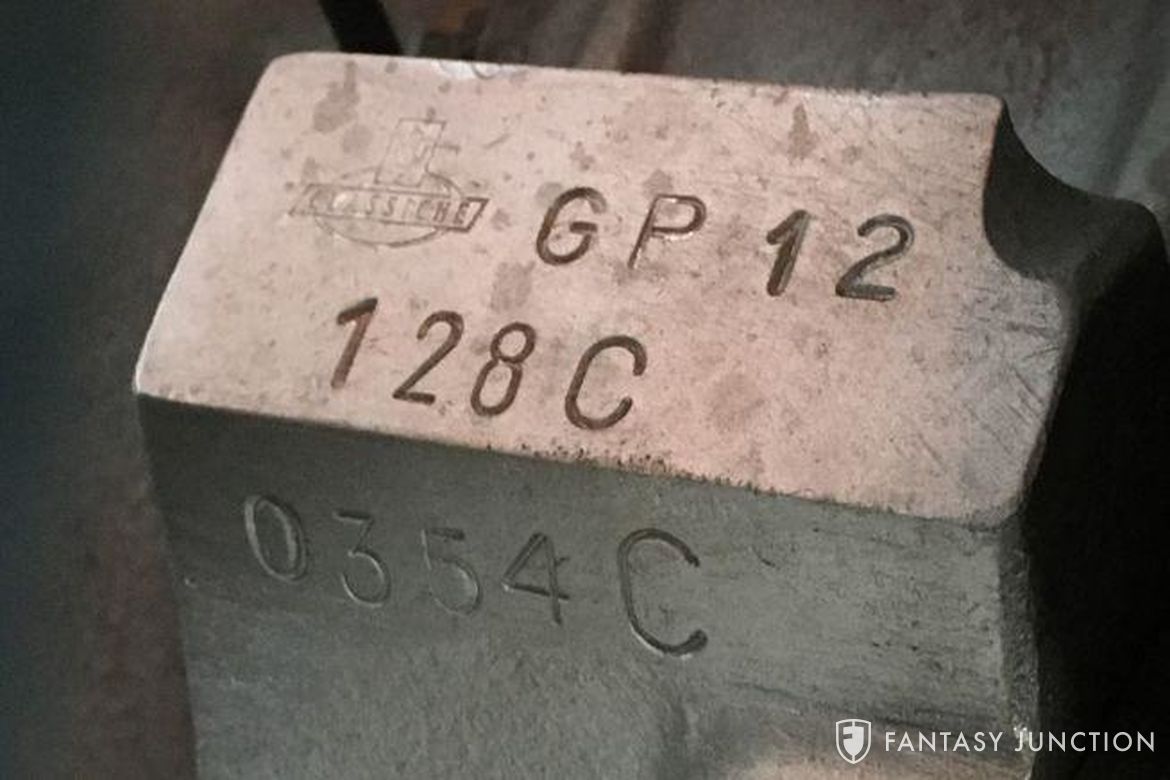 CLASSICHE
GP 12
128C
0354C
FANTASY JUNCTION